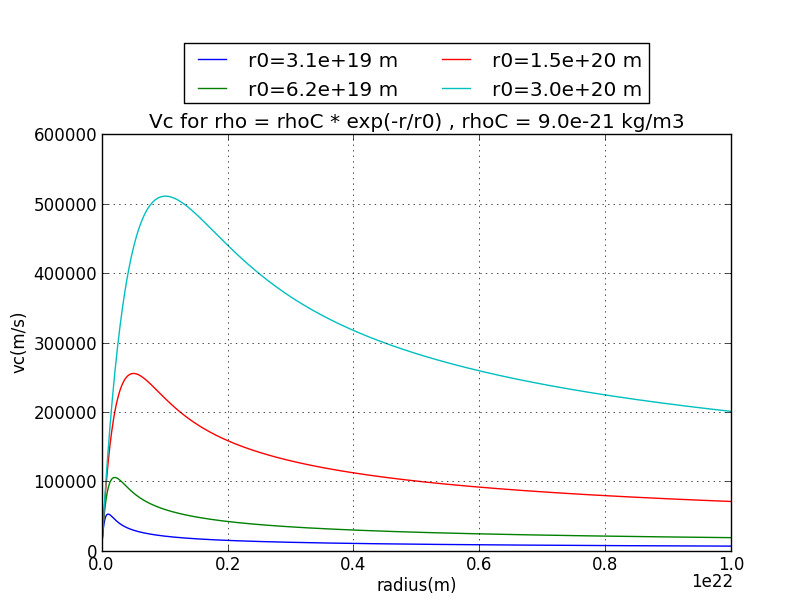 r0=3.1e+19 m r0=1.5e+20 m
r0=6.2e+19 m r0=3.0e+20 m
Vc for rho = rhoC * exp(-r/r0) , rhoC = 9.0e-21 kg/m3
600000
500000
400000
300000
200000
100000
0
vc(m/s)
0.0 0.2 0.4 0.6 0.8 1.0
radius(m)
1e22